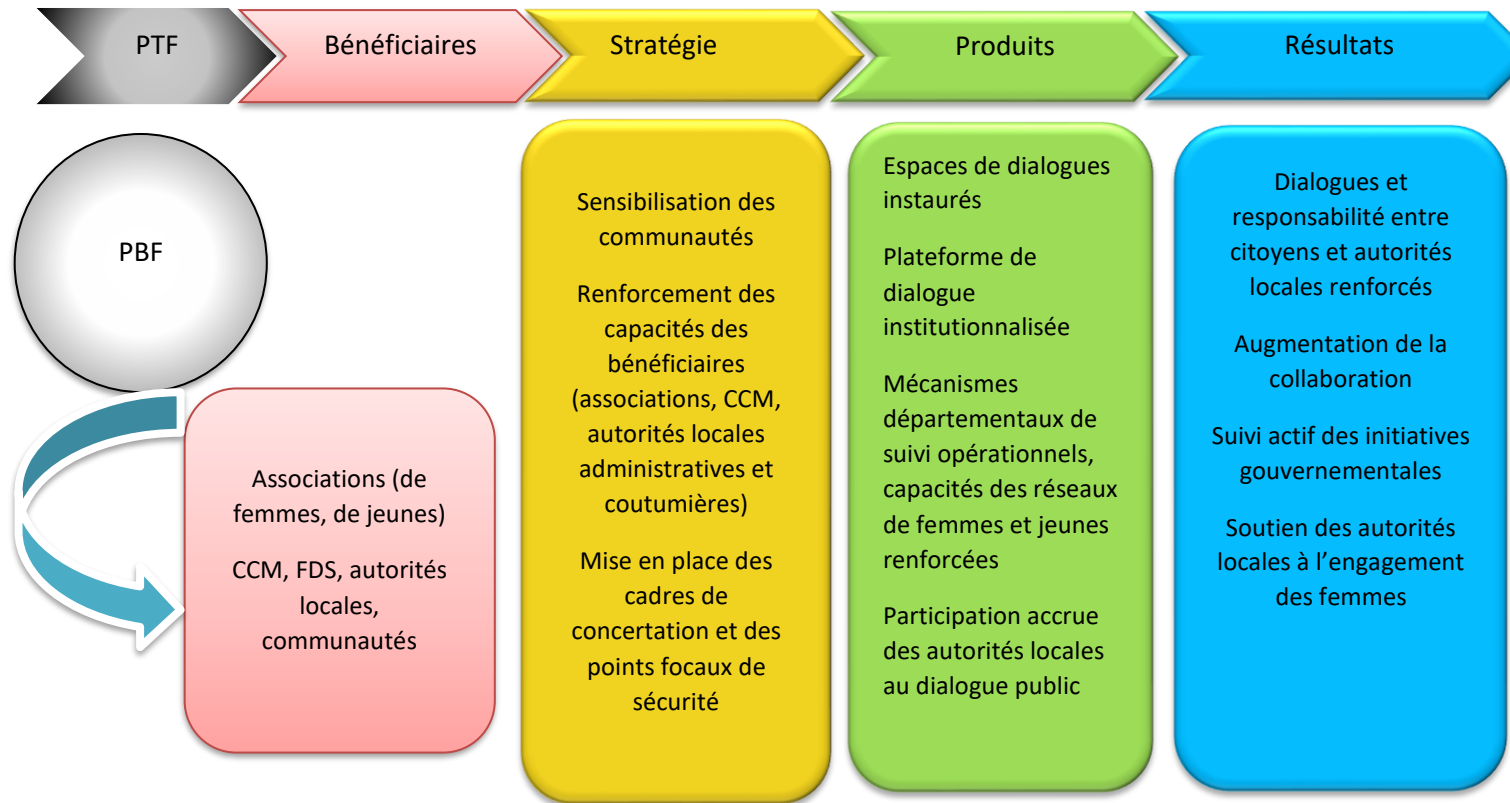 PTF
Bénéficiaires
Stratégie
Produits
Résultats
PBF
Associations (de
femmes, de jeunes)
CCM, FDS, autorités
locales,
communautés
Sensibilisation des
communautés
Renforcement des
capacités des
bénéficiaires
(associations, CCM,
autorités locales
administratives et
coutumières)
Mise en place des
cadres de
concertation et des
points focaux de
sécurité
Espaces de dialogues
instaurés
Plateforme de
dialogue
institutionnalisée
Mécanismes
départementaux de
suivi opérationnels,
capacités des réseaux
de femmes et jeunes
renforcées
Participation accrue
des autorités locales
au dialogue public
Dialogues et
responsabilité entre
citoyens et autorités
locales renforcés
Augmentation de la
collaboration
Suivi actif des initiatives
gouvernementales
Soutien des autorités
locales à l’engagement
des femmes